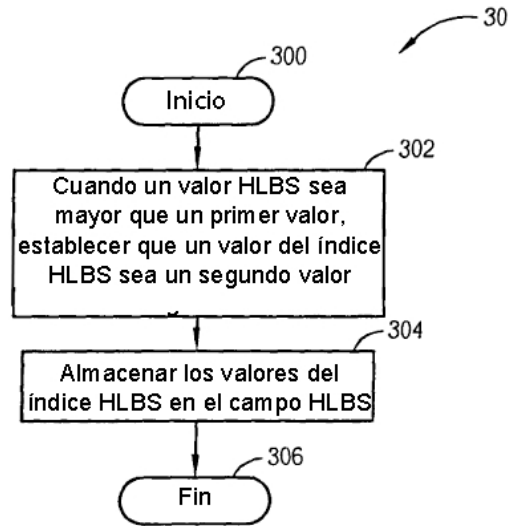 30
300
Inicio
302
Cuando un valor HLBS sea
mayor que un primer valor,
establecer que un valor del índice
HLBS sea un segundo valor
304
Almacenar los valores del
índice HLBS en el campo HLBS
306
Fin